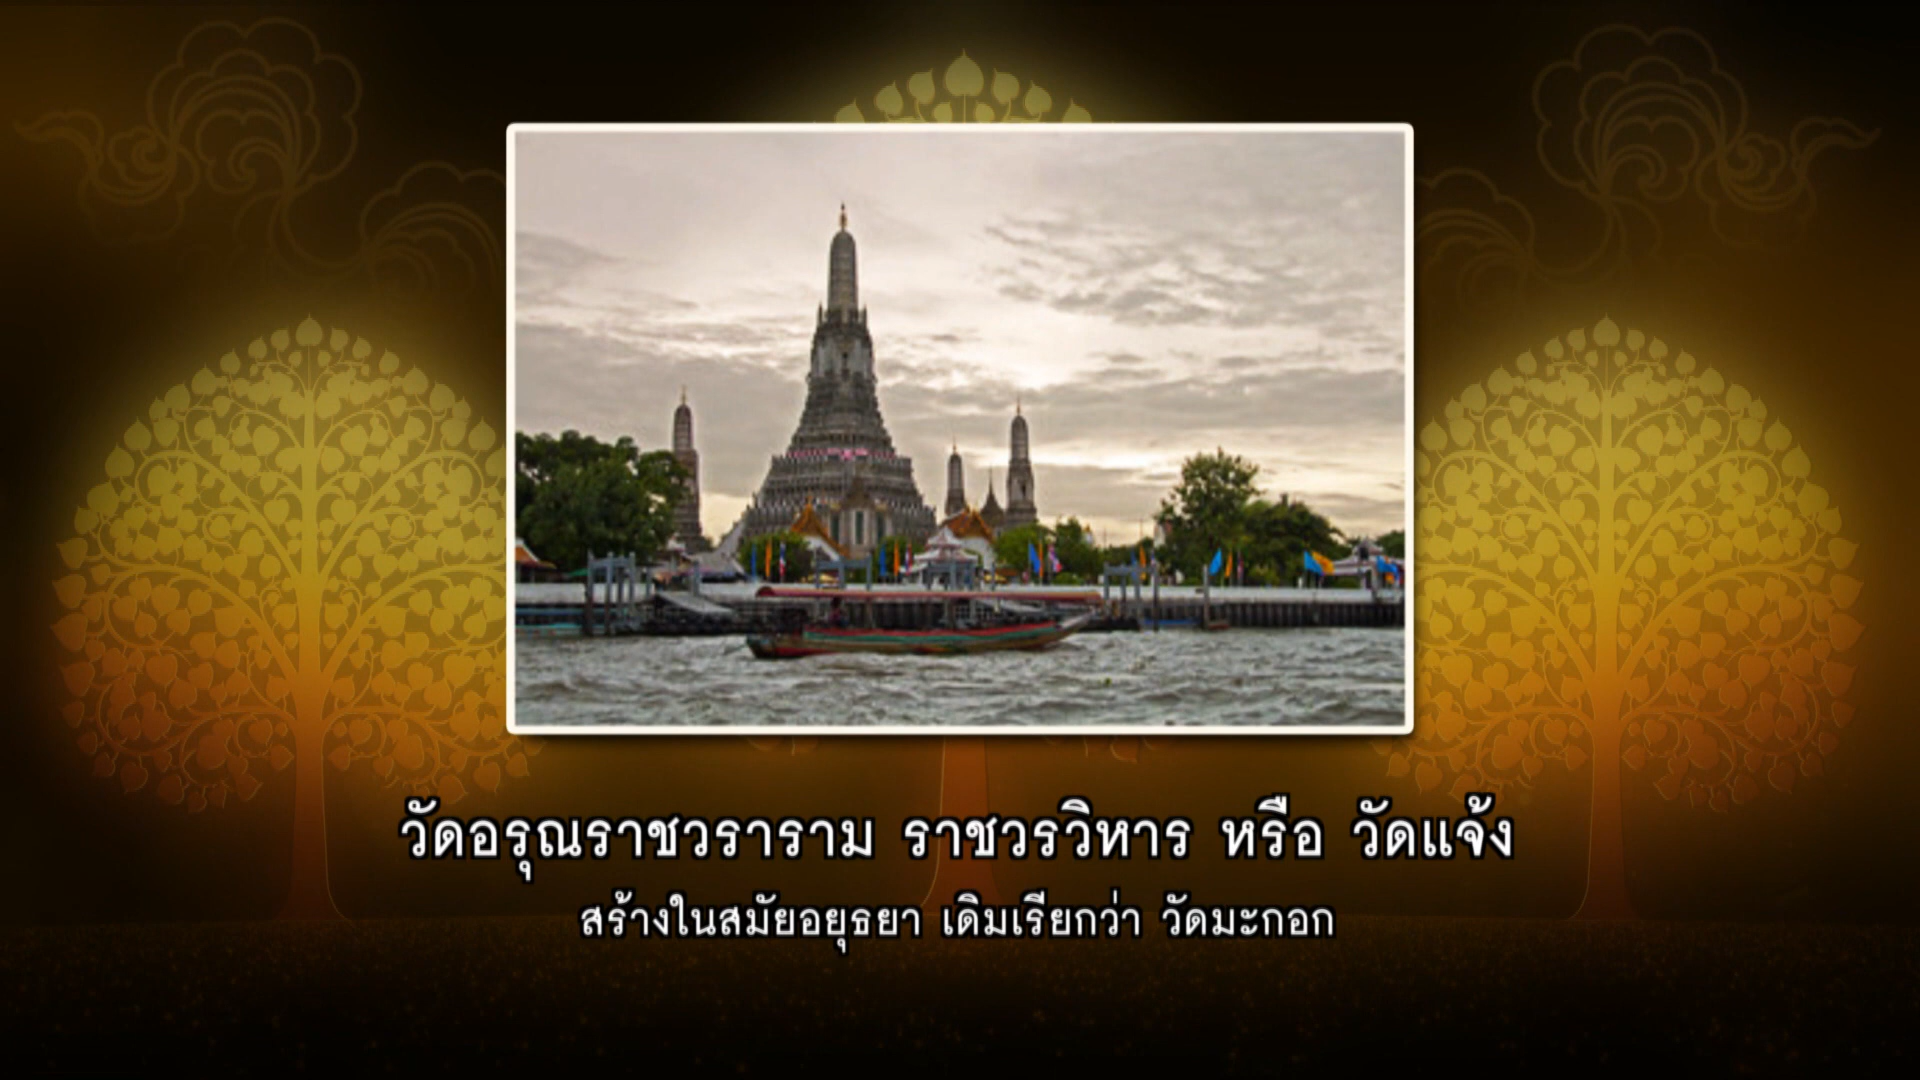 วัดอรุณราชวราราม ราชวรวิหาร หรือ วัดแจ้ง
สร้างในสมัยอยุธยา เดิมเรียกว่า วัดมะกอก